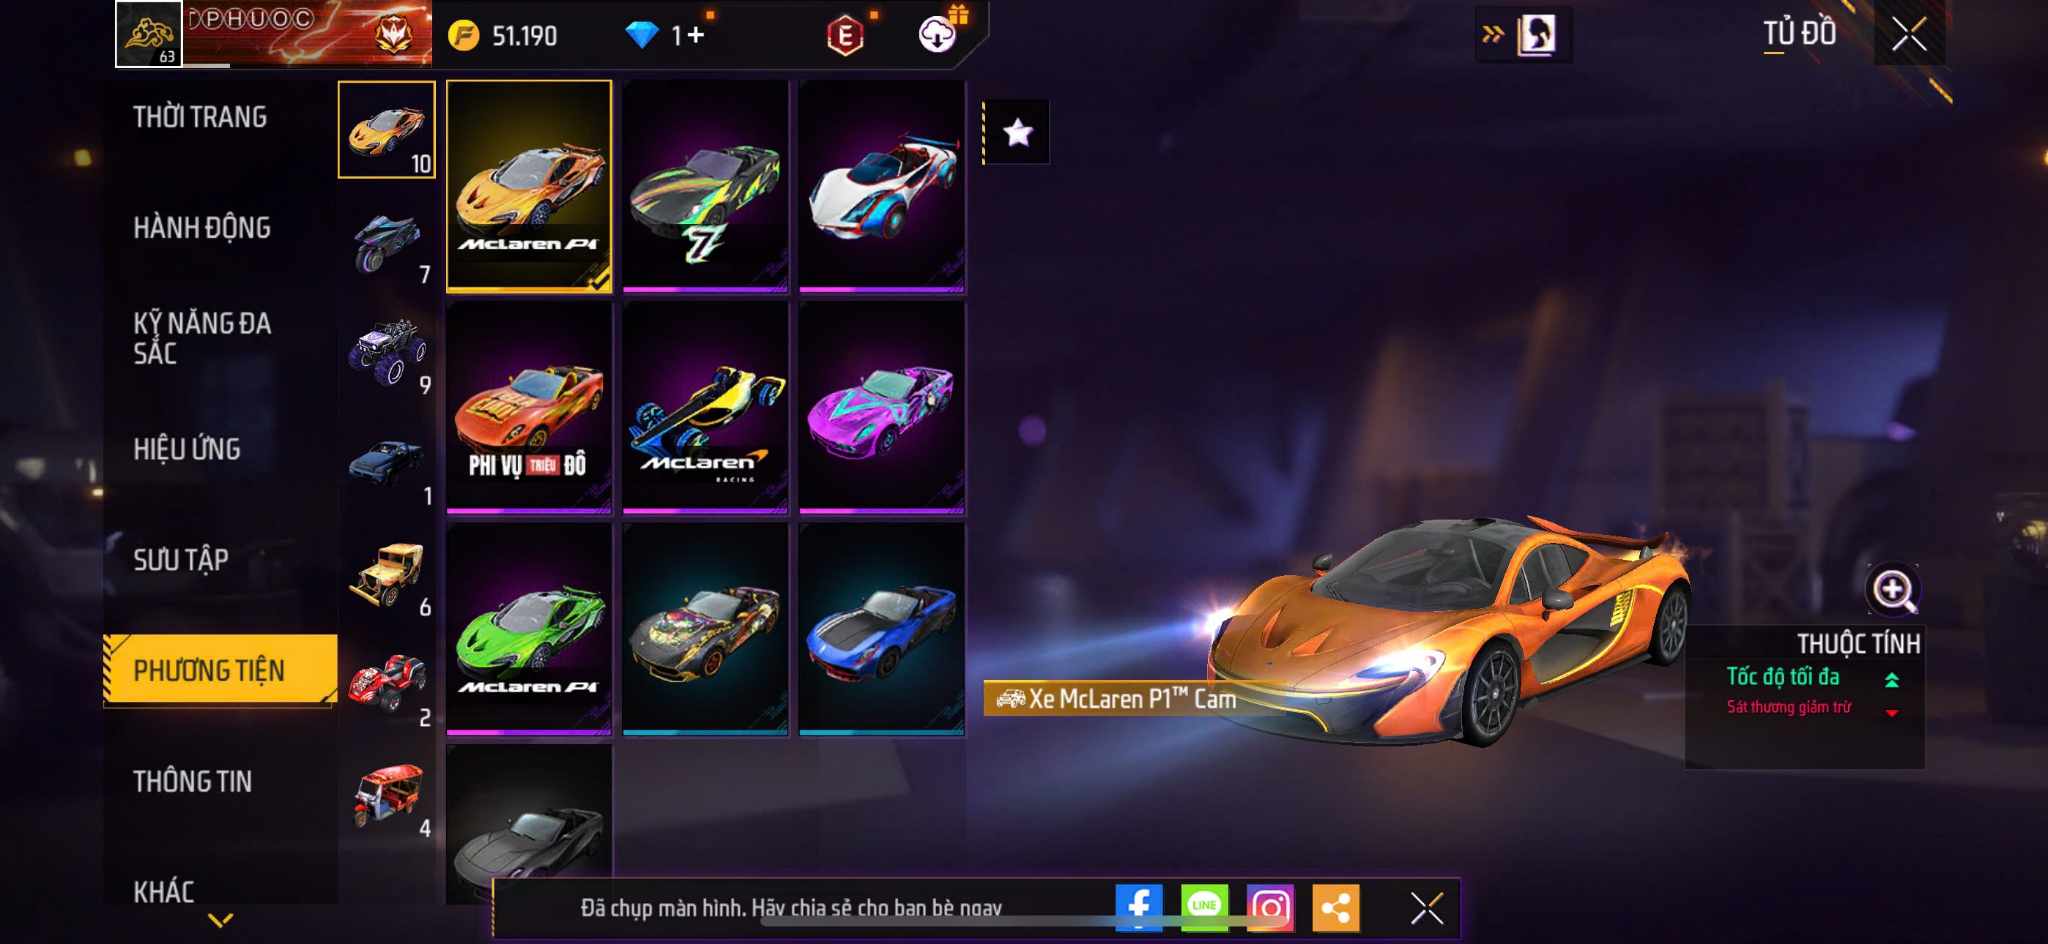 PHUOC
63
51.190
1+
E
TỦ ĐỒ
THỜI TRANG
HÀNH ĐỘNG
KỸ NĂNG ĐA
SẮC
HIỆU ỨNG
SƯU TẬP
PHƯƠNG TIỆN
THÔNG TIN
KHÁC
10
7
9
1
6
2
4
McLaren P1
Z
PHI VỤ TRIỆU ĐÔ
McLaren
RACING
McLaren P1
Xe McLaren P1™ Cam
THUỘC TÍNH
Tốc độ tối đa
Sát thương giảm trừ
Đã chụp màn hình. Hãy chia sẻ cho bạn bè ngay
LINE